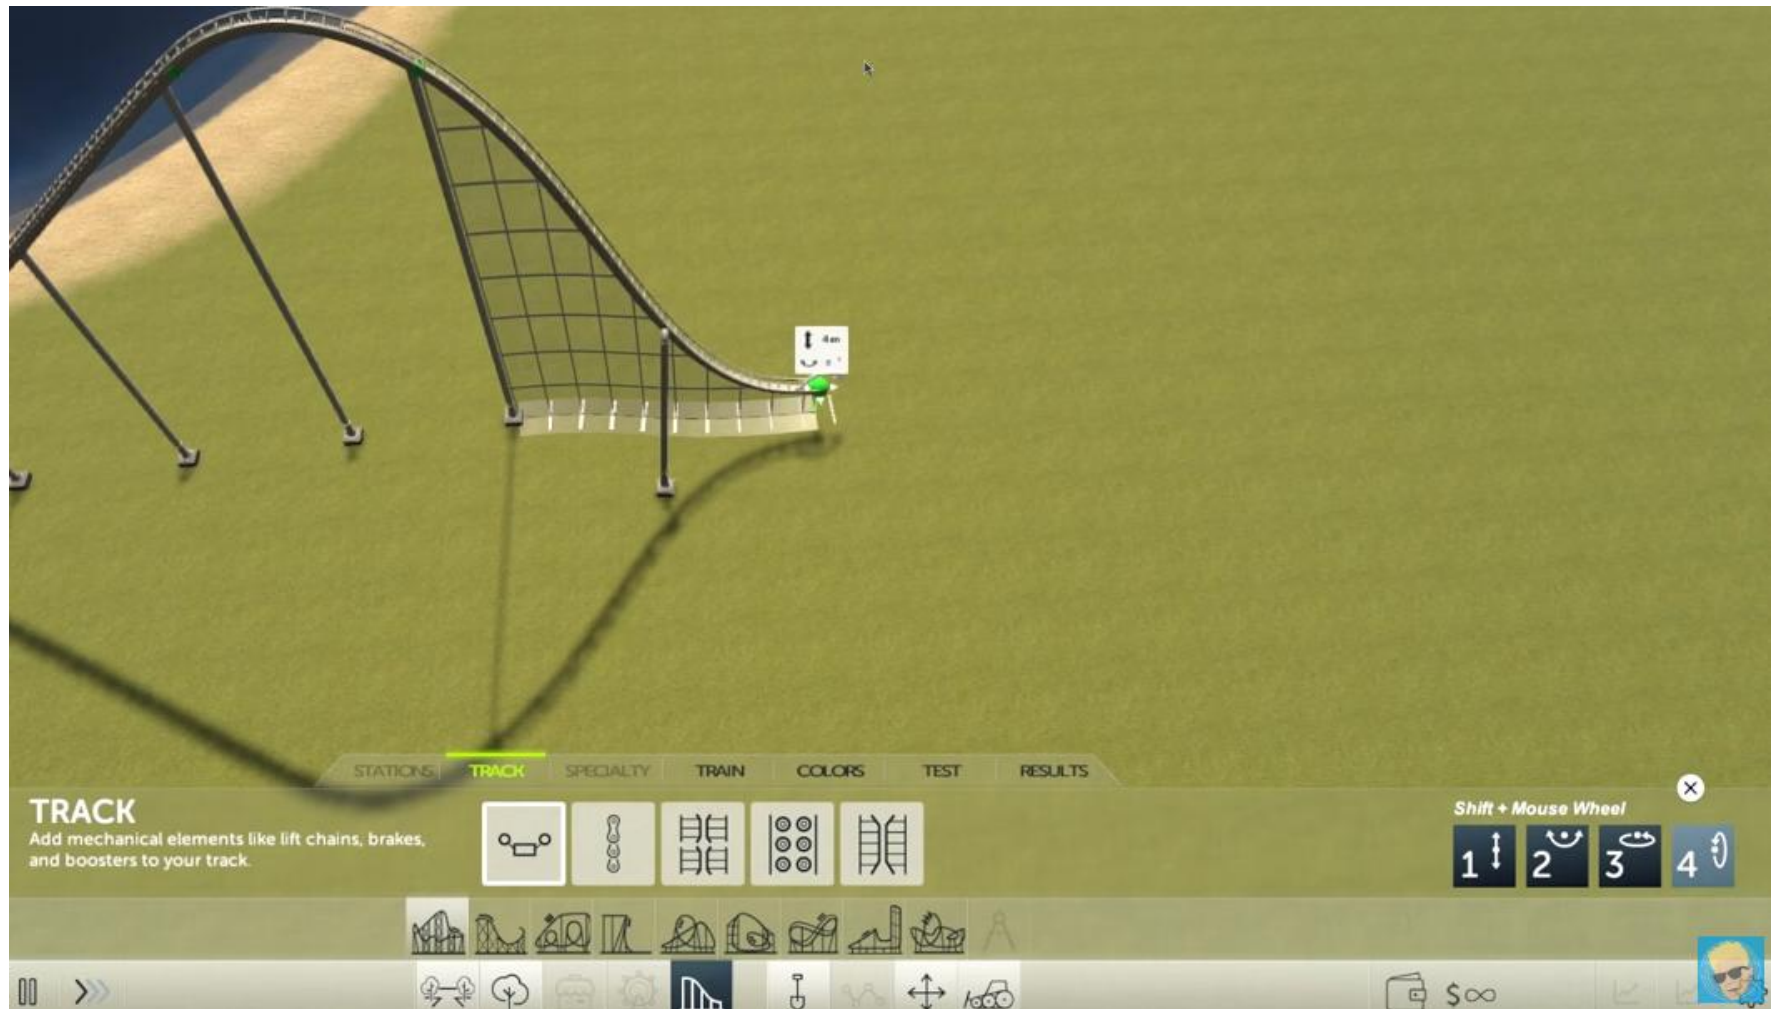 4m
STATIONS
TRACK
SPECIALTY
TRAIN
COLORS
TEST
RESULTS
TRACK
Add mechanical elements like lift chains, brakes,
and boosters to your track.
Shift + Mouse Wheel
1
2
3
4
$∞